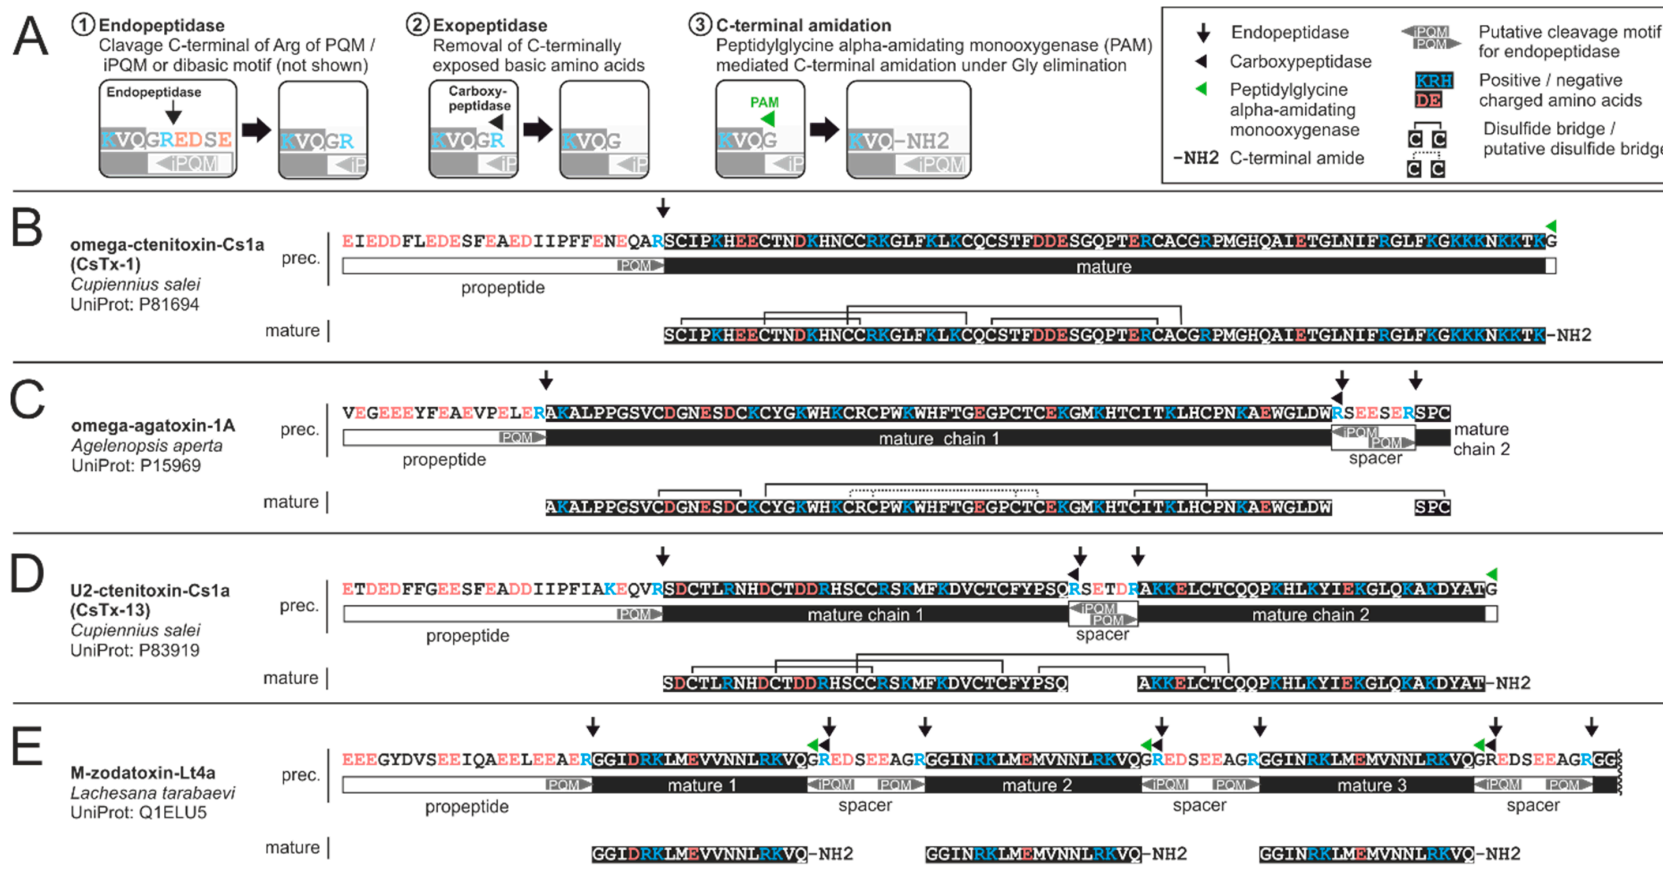 A
① Endopeptidase
Clavage C-terminal of Arg of PQM /
iPQM or dibasic motif (not shown)
Endopeptidase
KVQGREDSE
iPQM
KVQGR
iP
② Exopeptidase
Removal of C-terminally
exposed basic amino acids
Carboxy-
peptidase
KVQGR
iP
KVQG
iP
③ C-terminal amidation
Peptidylglycine alpha-amidating monooxygenase (PAM)
mediated C-terminal amidation under Gly elimination
PAM
KVQG
iP
KVQ-NH2
iPQM
Endopeptidase
Carboxypeptidase
Peptidylglycine
alpha-amidating
monooxygenase
-NH2 C-terminal amide
iPQM
PQM
Putative cleavage motif
for endopeptidase
KRH
DE
Positive / negative
charged amino acids
C C
C C
Disulfide bridge /
putative disulfide bridge
B
omega-ctenitoxin-Cs1a
(CsTx-1)
Cupiennius salei
UniProt: P81694
prec.
EIEDDFLEDESFEAEDIIPFFENEQARSCIPKHEECTNDKHNCCRKGLFKLKCQCSTFDDESGQPTERCACGRPMGHQAIETGLNIFRGLFKGKKKNKKTKG
PQM
mature
propeptide
mature
SCIPKHEECTNDKHNCCRKGLFKLKCQCSTFDDESGQPTERCACGRPMGHQAIETGLNIFRGLFKGKKKNKKTK-NH2
C
omega-agatoxin-1A
Agelenopsis aperta
UniProt: P15969
prec.
VEGEEEYFEAEVPELERAKALPPGSVCDGNESDCKCYGKWHKCRCPWKWHFTGEGPCTCEKGMKHTCITKLHCPNKAEWGLDWRSEESERSPC
PQM
mature chain 1
iPQM
PQM
mature
chain 2
propeptide
spacer
mature
AKALPPGSVCDGNESDCKCYGKWHKCRCPWKWHFTGEGPCTCEKGMKHTCITKLHCPNKAEWGLDW SPC
D
U2-ctenitoxin-Cs1a
(CsTx-13)
Cupiennius salei
UniProt: P83919
prec.
ETDEDFFGEESFEADDIIPFIAKEQVRSDCTLRNHDCTDDRHSCCRSKMFKDVCTCFYPSQRSETDRAKKELCTCQQPKHLKYIEKGLQKAKDYATG
PQM
mature chain 1
iPQM
PQM
mature chain 2
propeptide
spacer
mature
SDCTLRNHDCTDDRHSCCRSKMFKDVCTCFYPSQ AKKELCTCQQPKHLKYIEKGLQKAKDYAT-NH2
E
M-zodatoxin-Lt4a
Lachesana tarabaevi
UniProt: Q1ELU5
prec.
EEEGYDVSEEIQAEELEEAERGGIDRKLMEVVNNLRKVQGREDSEEAGRGGINRKLMEMVNNLRKVQGREDSEEAGRGGINRKLMEMVNNLRKVQGREDSEEAGRGG
PQM
mature 1
iPQM
PQM
mature 2
iPQM
PQM
mature 3
iPQM
PQM
propeptide
spacer
spacer
spacer
mature
GGIDRKLMEVVNNLRKVQ-NH2 GGINRKLMEMVNNLRKVQ-NH2 GGINRKLMEMVNNLRKVQ-NH2